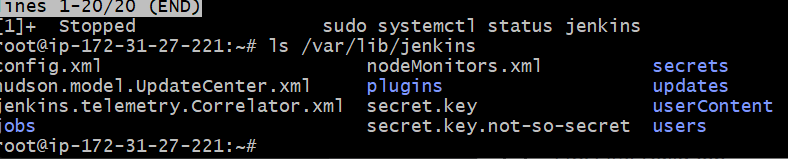 lines 1-20/20 (END)
[1]+  Stopped                 sudo systemctl status jenkins
root@ip-172-31-27-221:~# ls /var/lib/jenkins
config.xml                      nodeMonitors.xml          secrets
hudson.model.UpdateCenter.xml   plugins                   updates
jenkins.telemetry.Correlator.xml  secret.key                userContent
jobs                            secret.key.not-so-secret  users
root@ip-172-31-27-221:~#